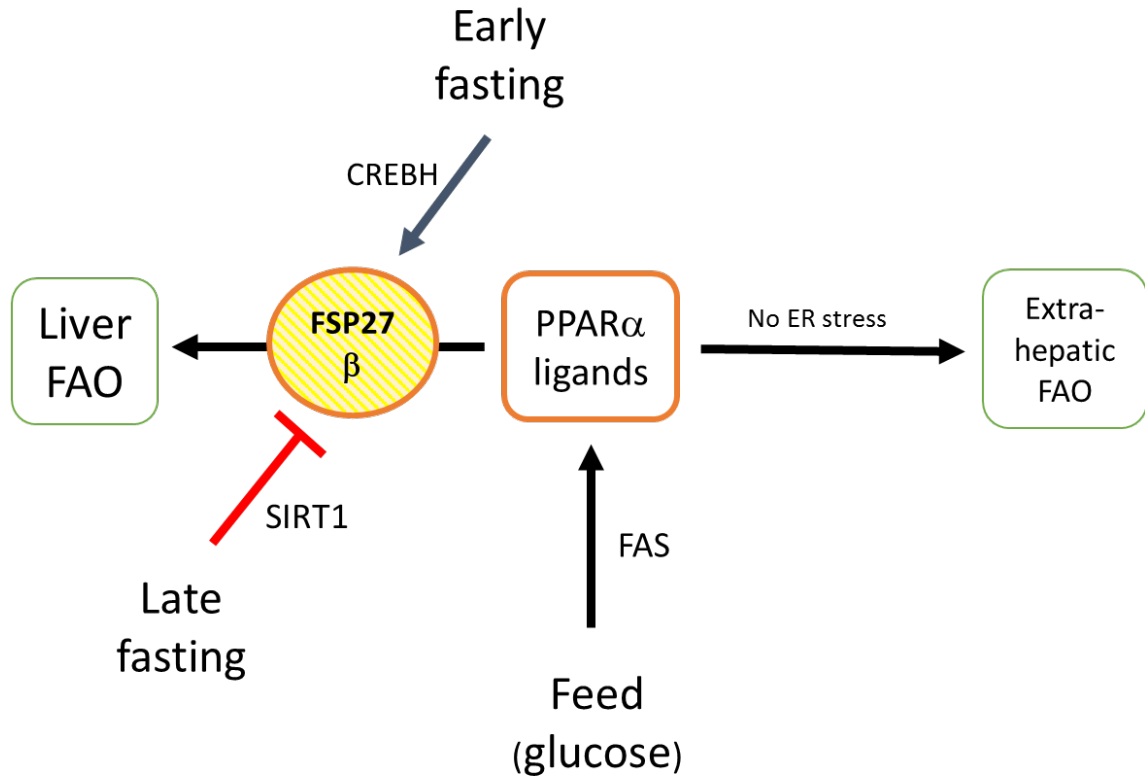 Early
fasting
CREBH
Liver
FAO
FSP27
β
PPARα
ligands
No ER stress
Extra-
hepatic
FAO
SIRT1
FAS
Late
fasting
Feed
(glucose)